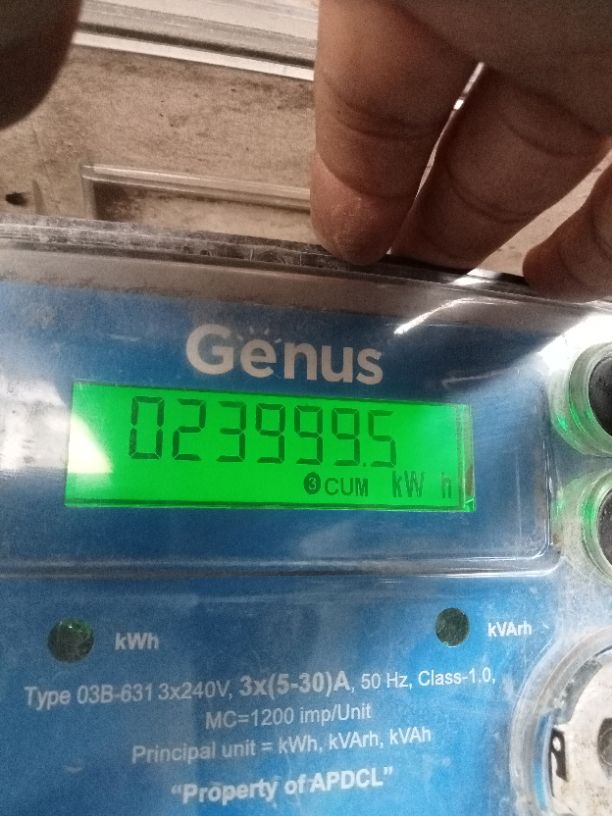 Genus
023999.5
3 CUM kW h
kWh kVArh
Type 03B-631 3x240V, 3x(5-30)A, 50 Hz, Class-1.0,
MC=1200 imp/Unit
Principal unit = kWh, kVArh, kVAh
“Property of APDCL”